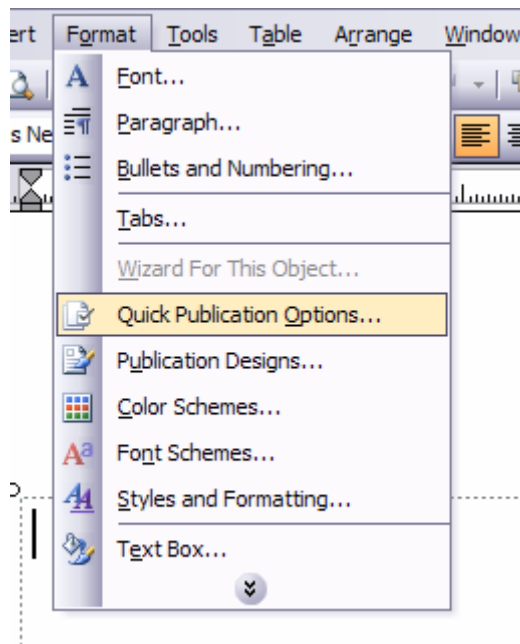 ert Format Tools Table Arrange Window
s Ne
Font...
Paragraph...
Bullets and Numbering...
Tabs...
Wizard For This Object...
Quick Publication Options...
Publication Designs...
Color Schemes...
Font Schemes...
Styles and Formatting...
Text Box...